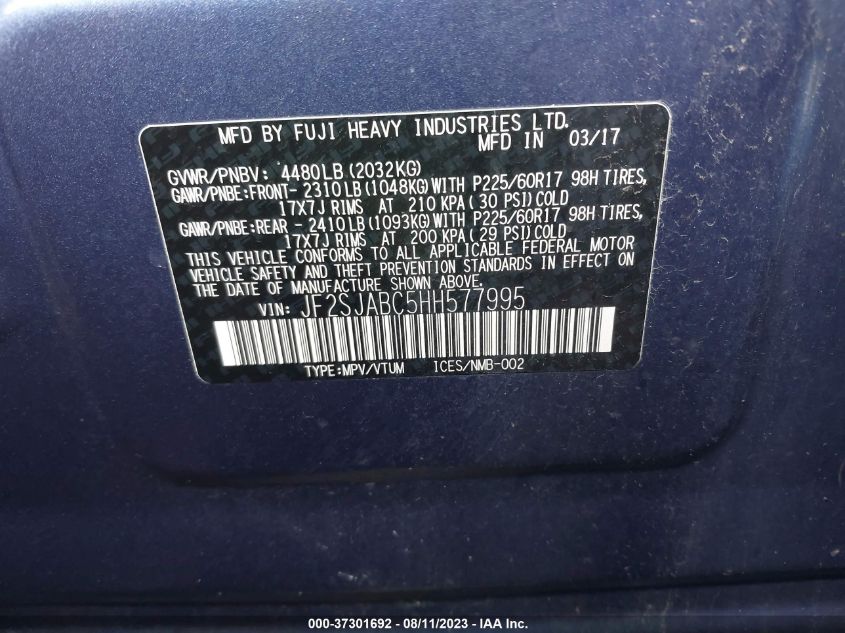 MFD BY FUJI HEAVY INDUSTRIES LTD.
MFD IN 03/17
GVWR/PNBV: 4480LB(2032KG)
GAWR/PNBE:FRONT- 2310LB(1048KG)WITH P225/60R17 98H TIRES,
17X7J RIMS AT 210 KPA(30 PSI)COLD
GAWR/PNBE:REAR - 2410LB(1093KG)WITH P225/60R17 98H TIRES,
17X7J RIMS AT 200 KPA(29 PSI)COLD
THIS VEHICLE CONFORMS TO ALL APPLICABLE FEDERAL MOTOR
VEHICLE SAFETY AND THEFT PREVENTION STANDARDS IN EFFECT ON
THE DATE OF MANUFACTURE SHOWN ABOVE.
VIN: JF2SJABC5HH577995
TYPE:MPV/VTUM ICES/NMB-002
000-37301692 - 08/11/2023 - IAA Inc.